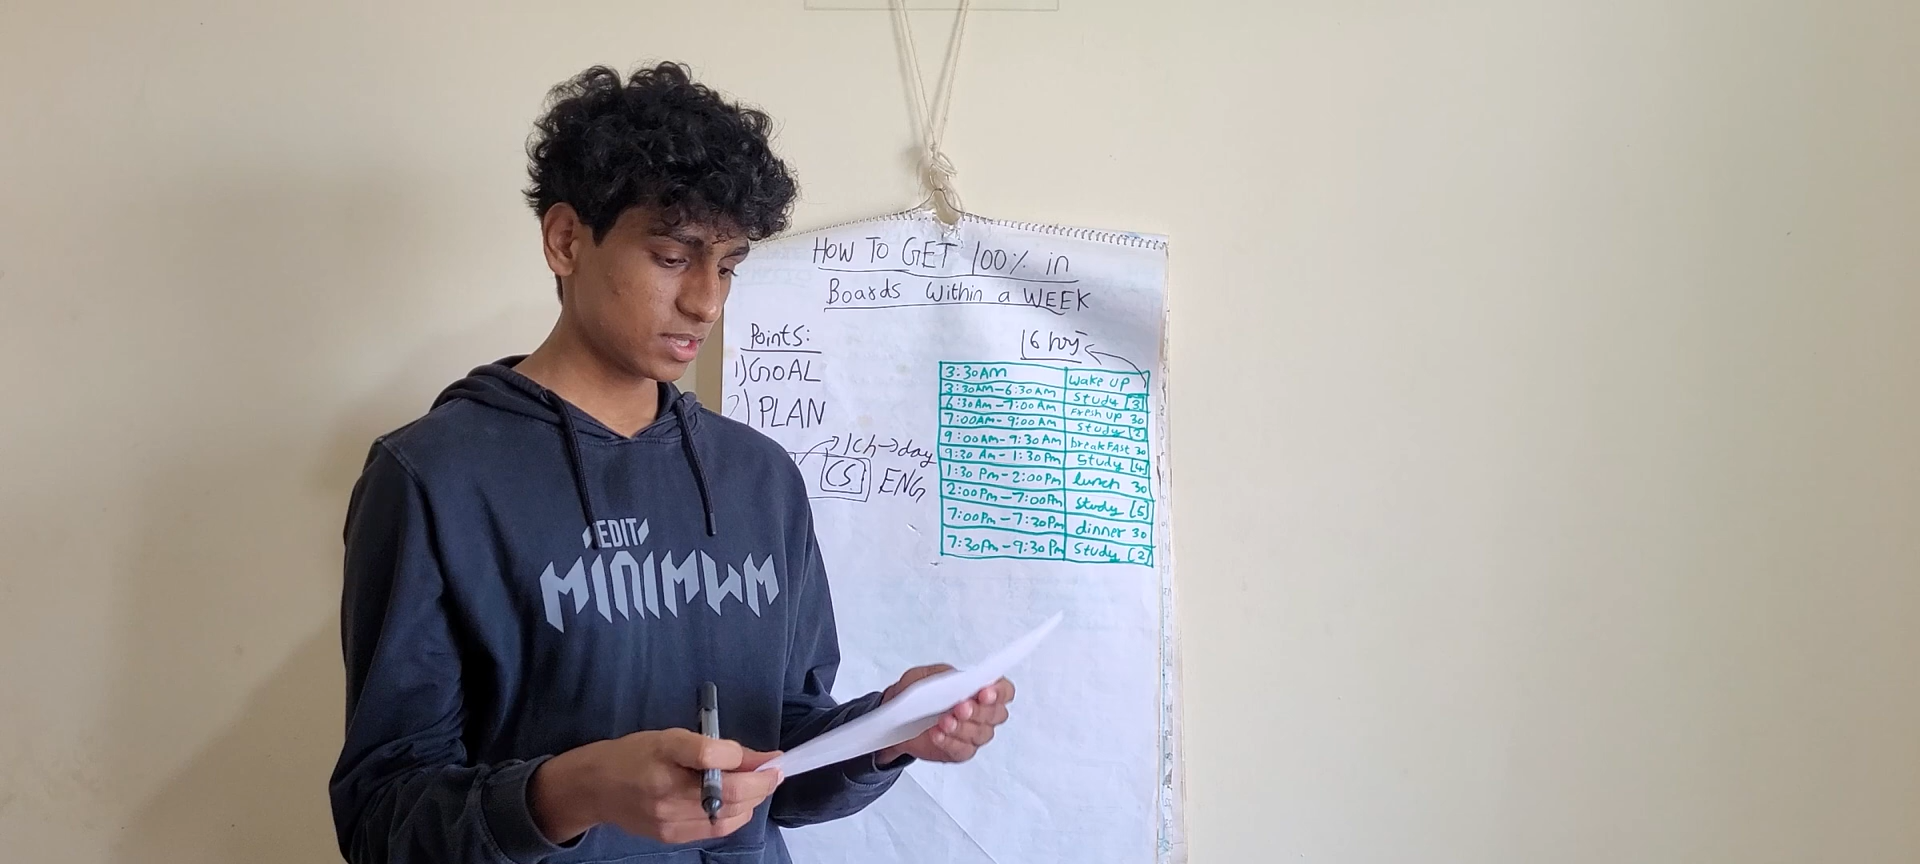 HOW TO GET 100% in
Boards Within a WEEK
Points:
1) GOAL
2) PLAN
1ch → day
CS
ENG
16 hrs
3:30AM Wake up
3:30AM-6:30AM Study [3]
6:30AM-7:00AM Fresh up 30
7:00AM-9:00AM Study [2]
9:00AM-9:30AM breakFAst 30
9:30AM-1:30PM Study [4]
1:30PM-2:00PM lunch 30
2:00PM-7:00PM Study [5]
7:00PM-7:30PM dinner 30
7:30PM-9:30PM Study [2]
EDIT
MINIMUM